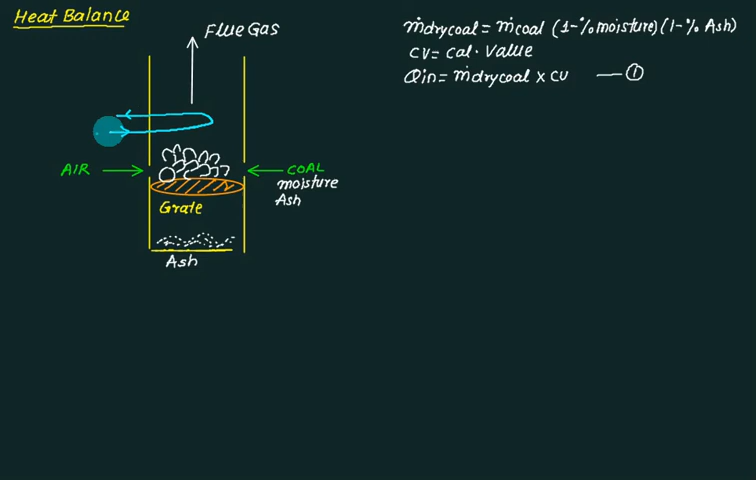 Heat Balance
Flue Gas
AIR
COAL
moisture
Ash
Grate
Ash
ṁdrycoal = ṁcoal (1-%moisture)(1-% Ash)
CV = Cal. Value
Qin = ṁdrycoal x CV —①